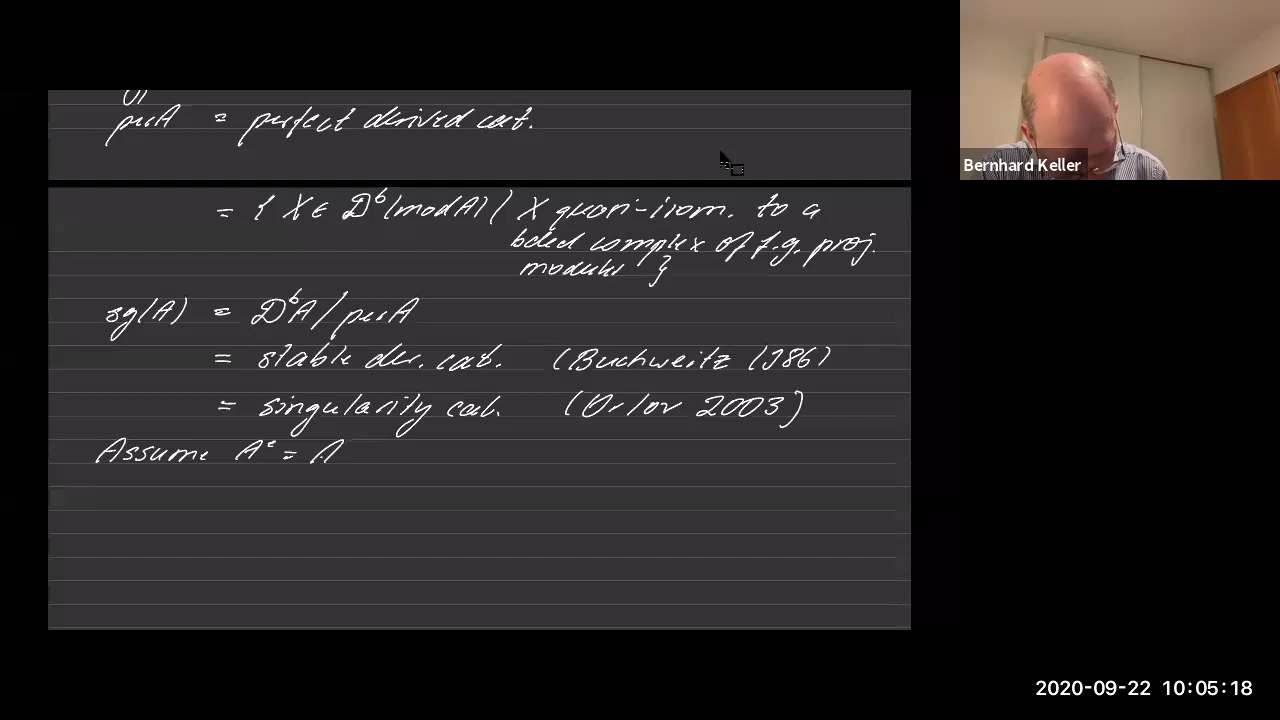 perA = perfect derived cat.
Bernhard Keller
= { X ∈ D^b(modA) | X quasi-isom. to a
bded complex of f.g. proj.
modules }
sg(A) = D^bA/perA
= stable der. cat. (Buchweitz 1986)
= singularity cat. (Orlov 2003)
Assume A^e = A
2020-09-22 10:05:18